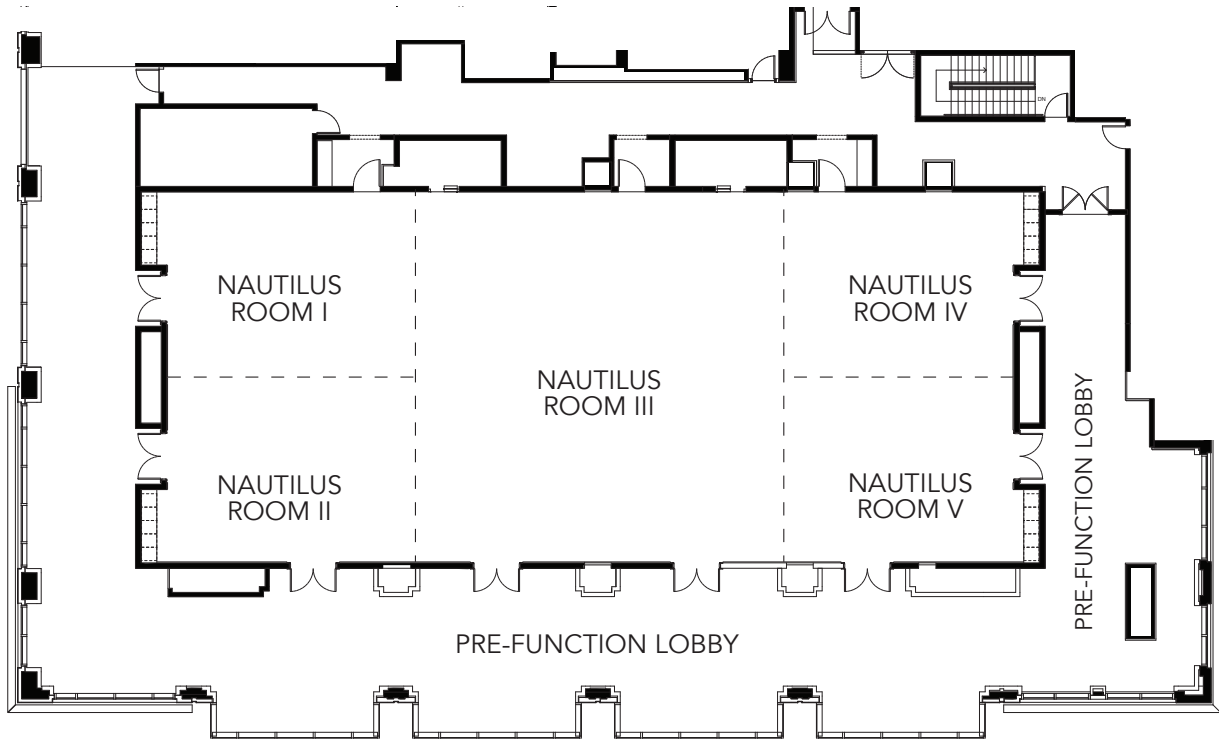 DN
NAUTILUS
ROOM I
NAUTILUS
ROOM IV
NAUTILUS
ROOM III
NAUTILUS
ROOM II
NAUTILUS
ROOM V
PRE-FUNCTION LOBBY
PRE-FUNCTION LOBBY